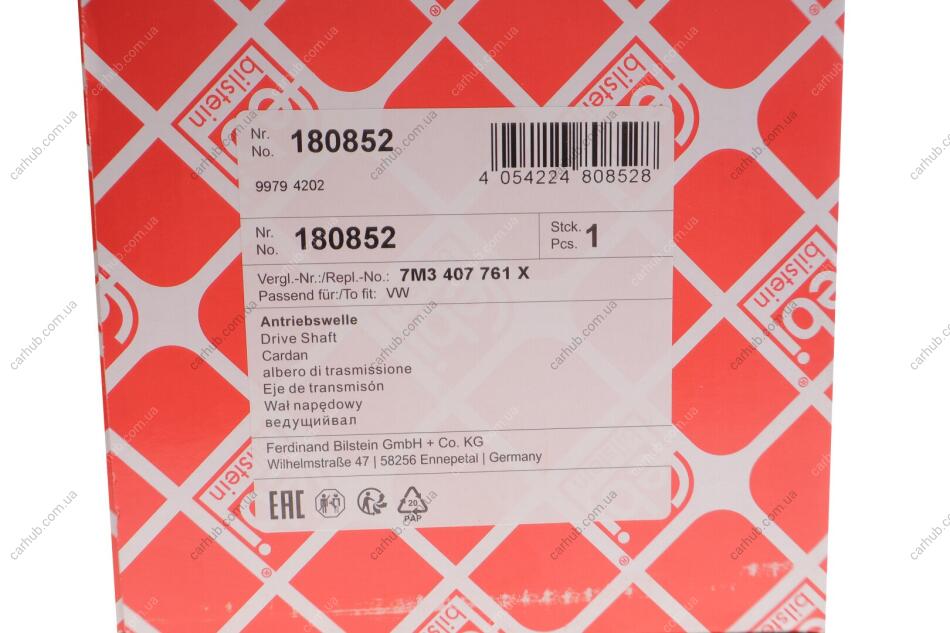 Nr.
No. 180852
4 054224 808528
9979 4202
Nr.
No. 180852
Stck.
Pcs. 1
Vergl.-Nr.:/Repl.-No.: 7M3 407 761 X
Passend für:/To fit: VW
Antriebswelle
Drive Shaft
Cardan
albero di trasmissione
Eje de transmisón
Wał napędowy
ведущийвал
Ferdinand Bilstein GmbH + Co. KG
Wilhelmstraße 47 | 58256 Ennepetal | Germany
EAC
20
PAP
febi
bilstein
carhub.com.ua